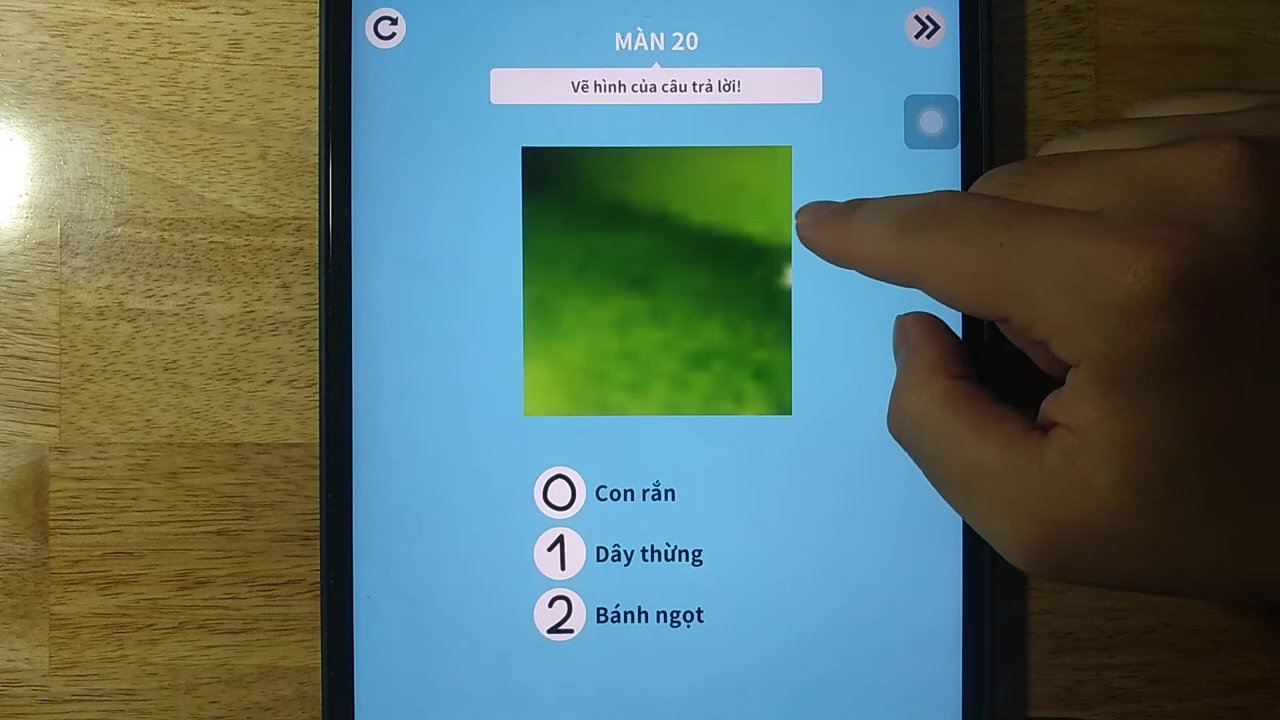 MÀN 20
Vẽ hình của câu trả lời!
0 Con rắn
1 Dây thừng
2 Bánh ngọt